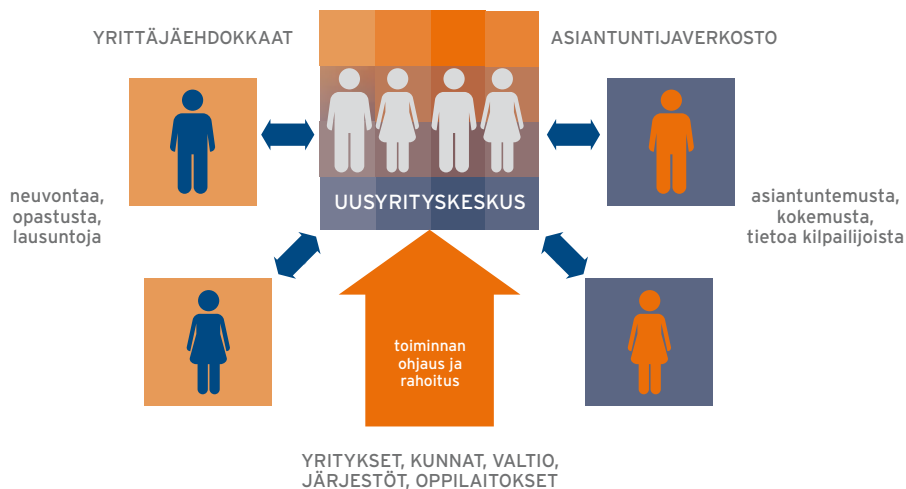 YRITTÄJÄEHDOKKAAT
ASIANTUNTIJAVERKOSTO
neuvontaa,
opastusta,
lausuntoja
UUSYRITYSKESKUS
asiantuntemusta,
kokemusta,
tietoa kilpailijoista
toiminnan
ohjaus ja
rahoitus
YRITYKSET, KUNNAT, VALTIO,
JÄRJESTÖT, OPPILAITOKSET